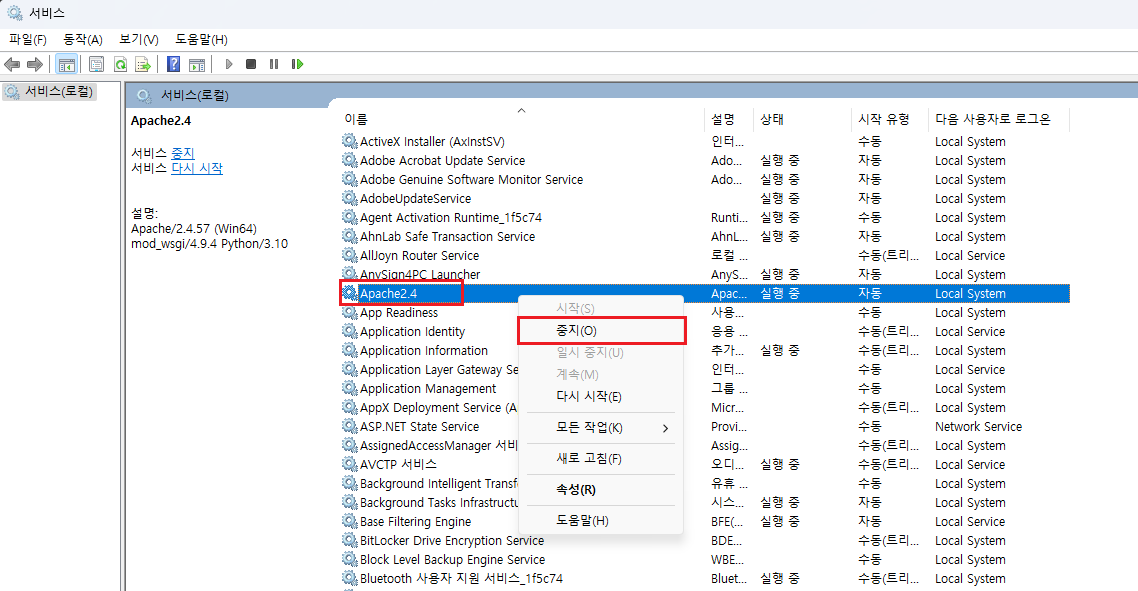 서비스
파일(F) 동작(A) 보기(V) 도움말(H)
서비스(로컬)
서비스(로컬)
Apache2.4
서비스 중지
서비스 다시 시작
설명:
Apache/2.4.57 (Win64)
mod_wsgi/4.9.4 Python/3.10
이름 설명 상태 시작 유형 다음 사용자로 로그온
ActiveX Installer (AxInstSV) 인터... 수동 Local System
Adobe Acrobat Update Service Ado... 실행 중 자동 Local System
Adobe Genuine Software Monitor Service Ado... 실행 중 자동 Local System
AdobeUpdateService 실행 중 자동 Local System
Agent Activation Runtime_1f5c74 Runti... 실행 중 수동 Local System
AhnLab Safe Transaction Service AhnL... 실행 중 자동 Local System
AllJoyn Router Service 로컬 ... 수동(트리... Local Service
AnySign4PC Launcher AnyS... 실행 중 자동 Local System
Apache2.4 Apac... 실행 중 자동 Local System
App Readiness 사용... 수동 Local System
Application Identity 응용 ... 수동(트리... Local Service
Application Information 추가... 실행 중 수동(트리... Local System
Application Layer Gateway Se 인터... 수동 Local Service
Application Management 그룹 ... 수동 Local System
AppX Deployment Service (A Micr... 수동(트리... Local System
ASP.NET State Service Provi... 수동 Network Service
AssignedAccessManager 서비 Assig... 수동(트리... Local System
AVCTP 서비스 오디... 실행 중 수동(트리... Local Service
Background Intelligent Transf 유휴 ... 수동 Local System
Background Tasks Infrastructu 시스... 실행 중 자동 Local System
Base Filtering Engine BFE(... 실행 중 자동 Local Service
BitLocker Drive Encryption Service BDE... 수동(트리... Local System
Block Level Backup Engine Service WBE... 수동 Local System
Bluetooth 사용자 지원 서비스_1f5c74 Bluet... 실행 중 수동(트리... Local System
시작(S)
중지(O)
일시 중지(U)
계속(M)
다시 시작(E)
모든 작업(K)
새로 고침(F)
속성(R)
도움말(H)